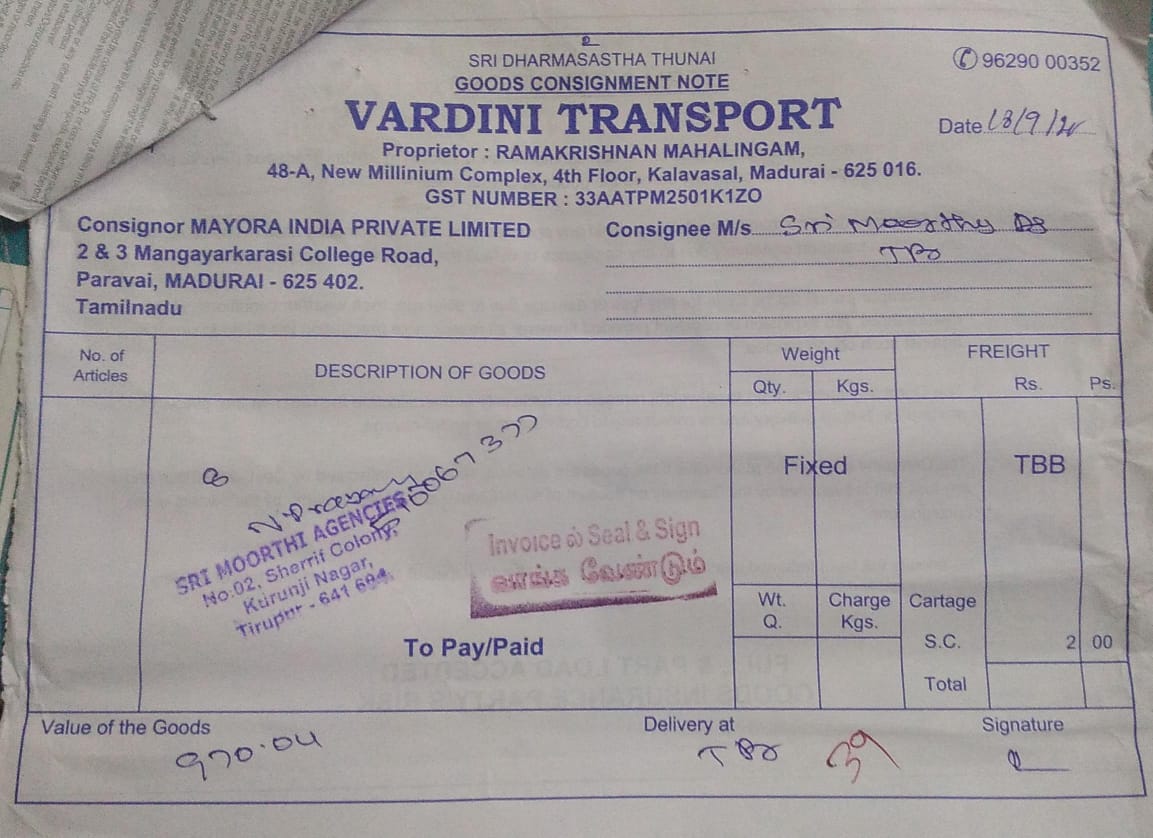 SRI DHARMASASTHA THUNAI
GOODS CONSIGNMENT NOTE
✆ 96290 00352
VARDINI TRANSPORT
Date 18/9/20
Proprietor : RAMAKRISHNAN MAHALINGAM,
48-A, New Millinium Complex, 4th Floor, Kalavasal, Madurai - 625 016.
GST NUMBER : 33AATPM2501K1ZO
Consignor MAYORA INDIA PRIVATE LIMITED
2 & 3 Mangayarkarasi College Road,
Paravai, MADURAI - 625 402.
Tamilnadu
Consignee M/s Sri Moorthy
No. of Articles
DESCRIPTION OF GOODS
Weight
Qty. Kgs.
FREIGHT
Rs. Ps.
8
SRI MOORTHI AGENCIES
No:02, Sherrif Colony,
Kurunji Nagar,
Tirupur - 641 604.
Invoice ல் Seal & Sign
வாங்க வேண்டும்
Fixed
TBB
To Pay/Paid
Wt. Q.
Charge Kgs.
Cartage
S.C. 2 00
Total
Value of the Goods
970.04
Delivery at
39
Signature